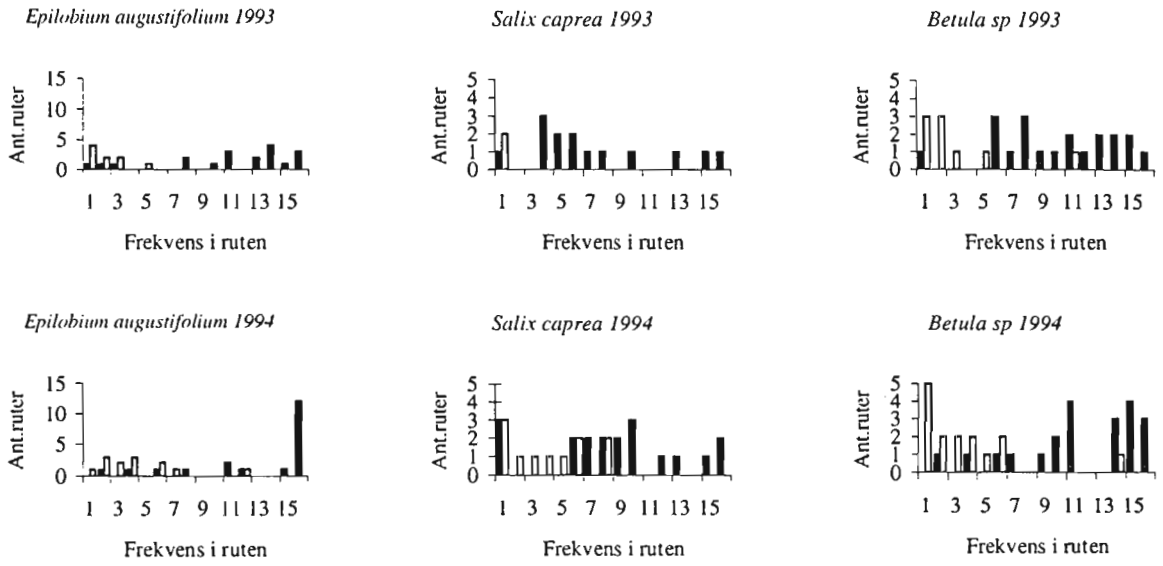 Epilobium augustifolium 1993
Salix caprea 1993
Betula sp 1993
Ant.ruter
15
10
5
0
1 3 5 7 9 11 13 15
Frekvens i ruten
Ant.ruter
5
4
3
2
1
0
1 3 5 7 9 11 13 15
Frekvens i ruten
Ant.ruter
5
4
3
2
1
0
1 3 5 7 9 11 13 15
Frekvens i ruten
Epilobium augustifolium 1994
Salix caprea 1994
Betula sp 1994
Ant.ruter
15
10
5
0
1 3 5 7 9 11 13 15
Frekvens i ruten
Ant.ruter
5
4
3
2
1
0
1 3 5 7 9 11 13 15
Frekvens i ruten
Ant.ruter
5
4
3
2
1
0
1 3 5 7 9 11 13 15
Frekvens i ruten